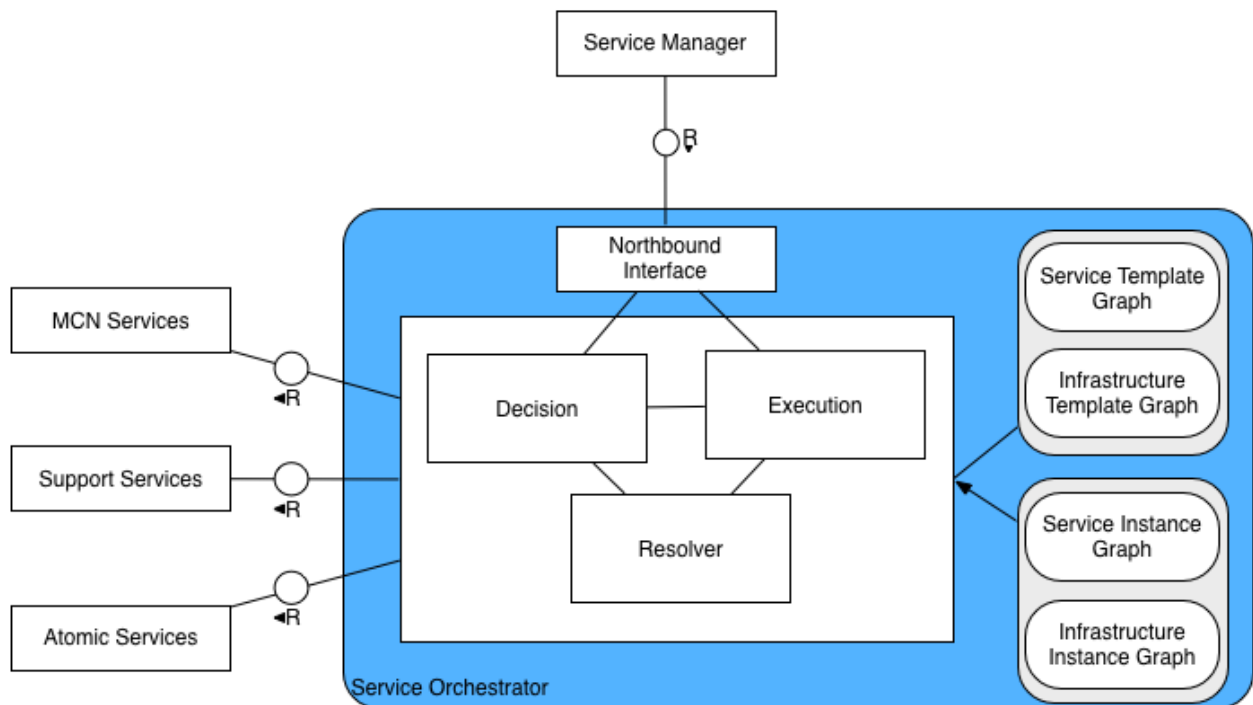 Service Manager
R
Northbound
Interface
Service Template
Graph
MCN Services
R
Infrastructure
Template Graph
Decision
Execution
Support Services
R
Service Instance
Graph
Resolver
Atomic Services
R
Infrastructure
Instance Graph
Service Orchestrator